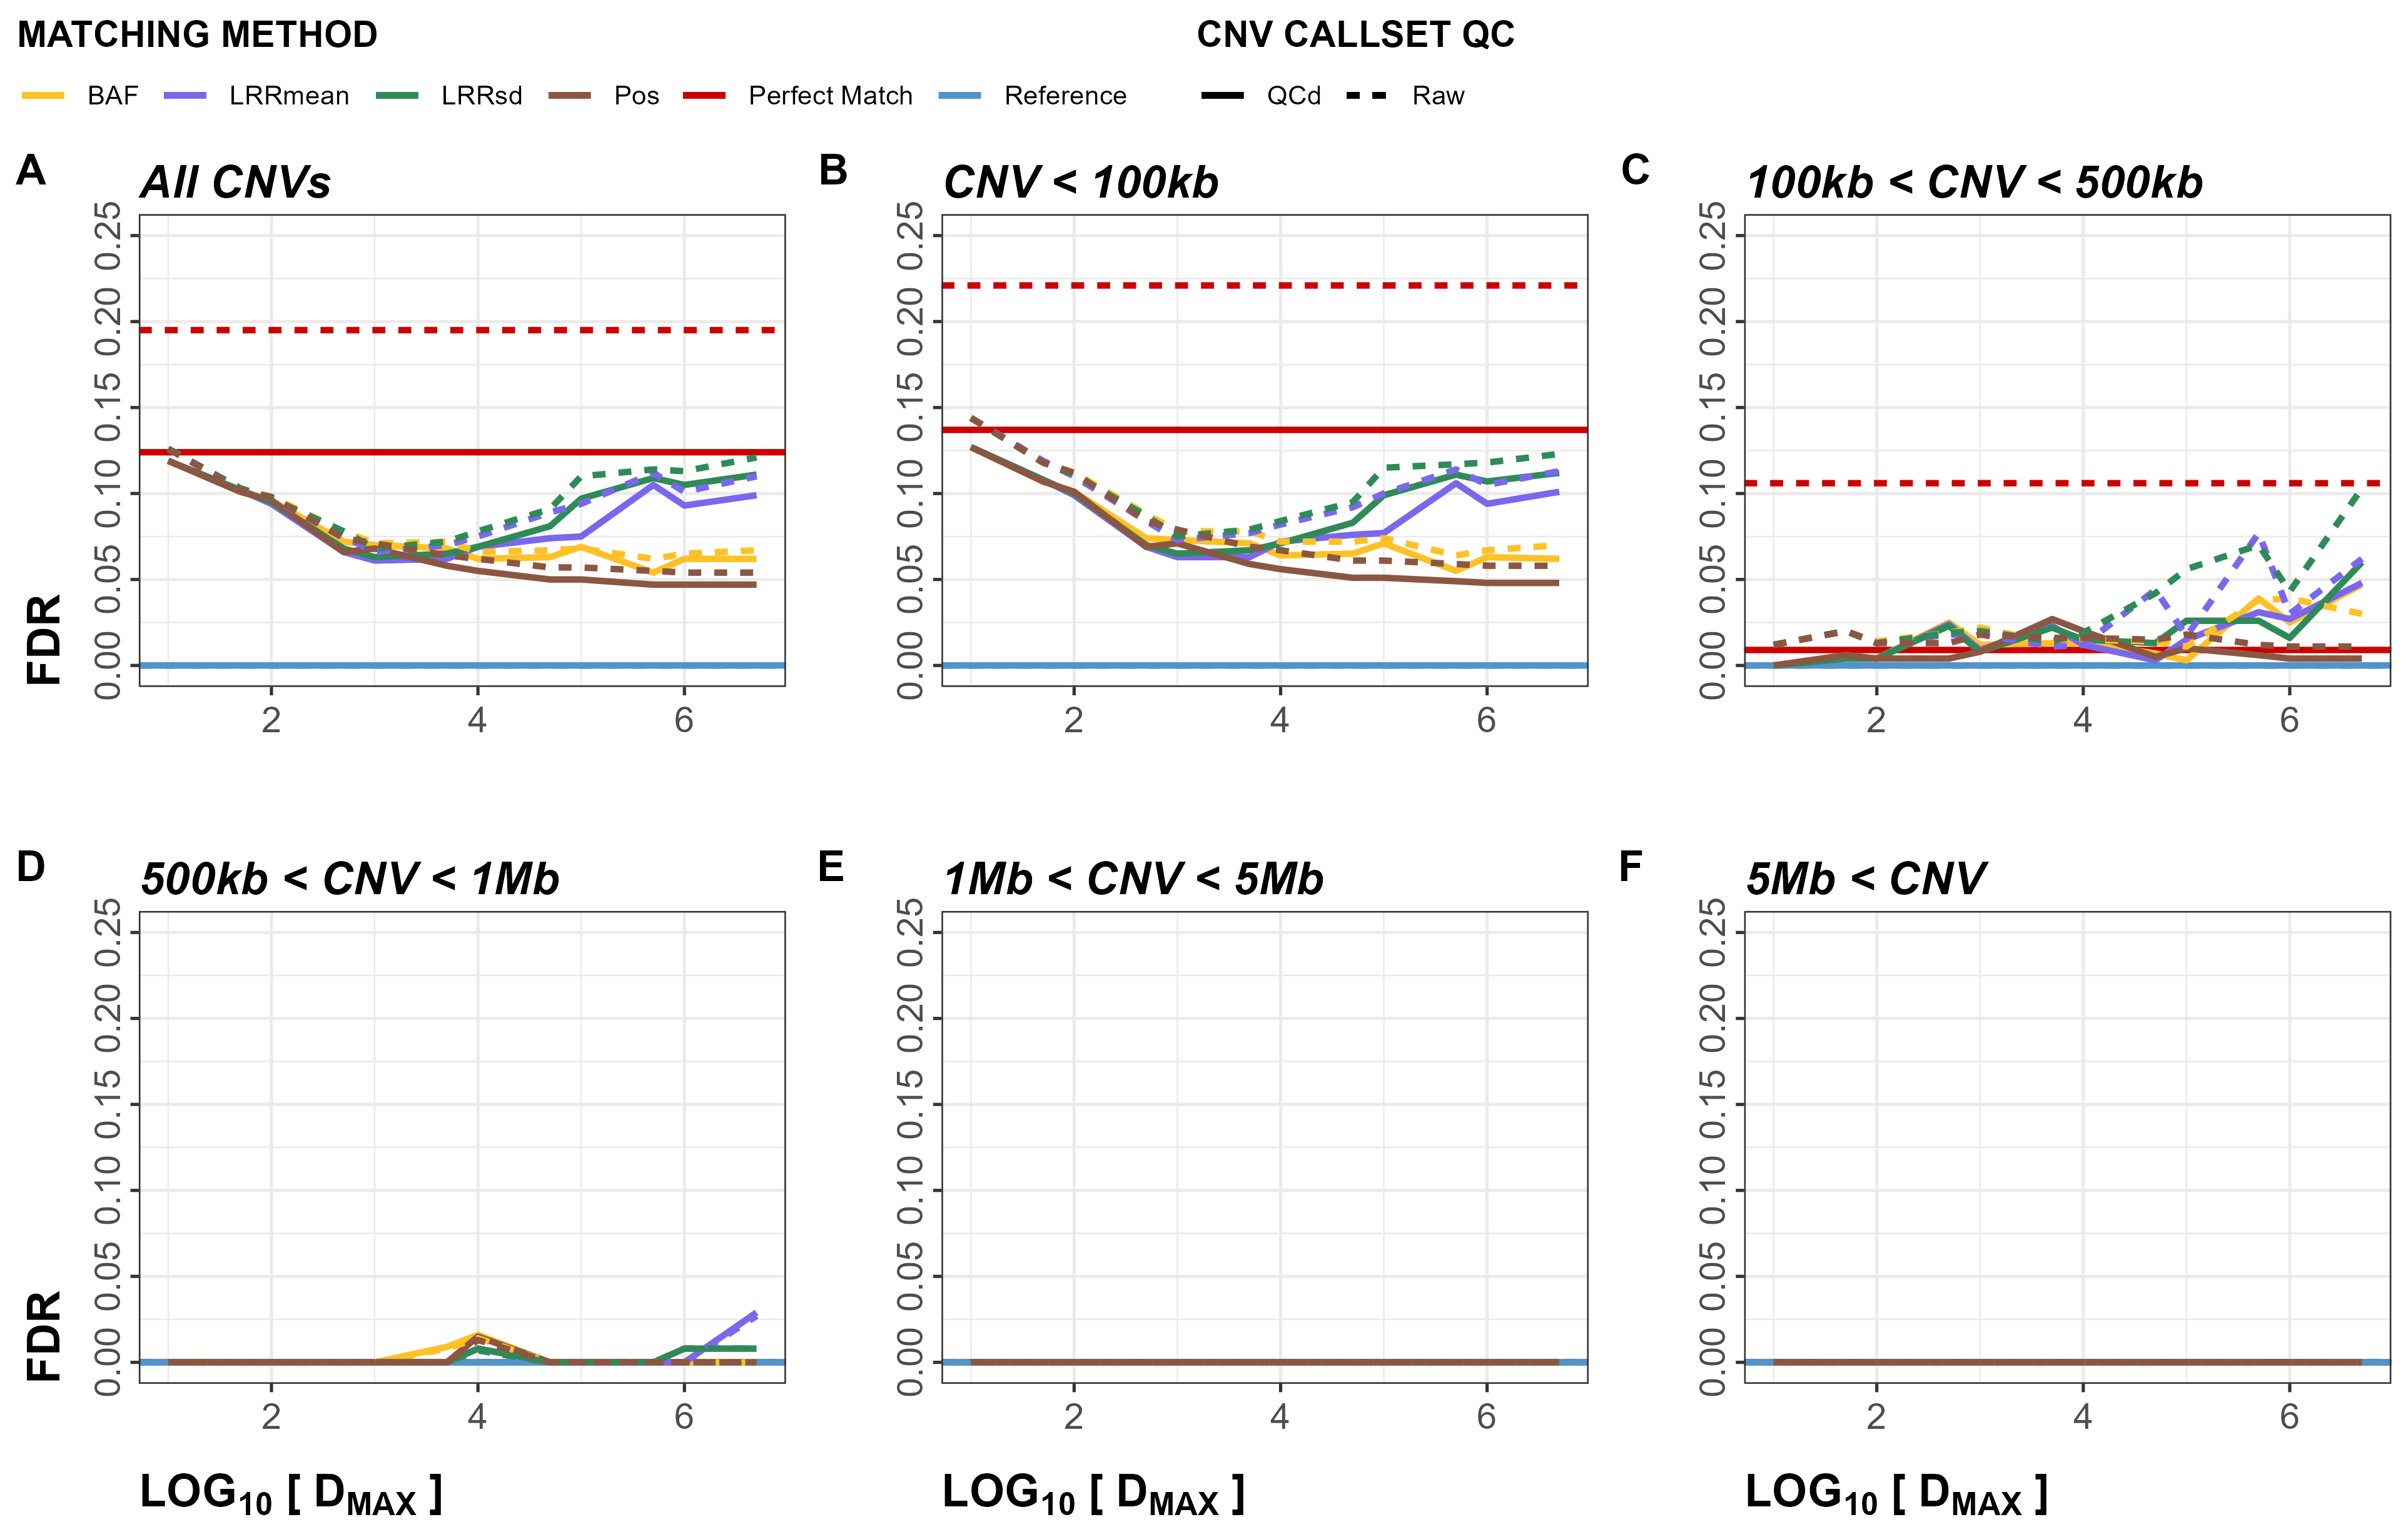 MATCHING METHOD CNV CALLSET QC
BAF LRRmean LRRsd Pos Perfect Match Reference QCd Raw
A All CNVs B CNV < 100kb C 100kb < CNV < 500kb
0.25 0.25 0.25
0.20 0.20 0.20
0.15 0.15 0.15
0.10 0.10 0.10
0.05 0.05 0.05
0.00 0.00 0.00
FDR
2 4 6 2 4 6 2 4 6
D 500kb < CNV < 1Mb E 1Mb < CNV < 5Mb F 5Mb < CNV
0.25 0.25 0.25
0.20 0.20 0.20
0.15 0.15 0.15
0.10 0.10 0.10
0.05 0.05 0.05
0.00 0.00 0.00
FDR
2 4 6 2 4 6 2 4 6
LOG10 [ DMAX ] LOG10 [ DMAX ] LOG10 [ DMAX ]